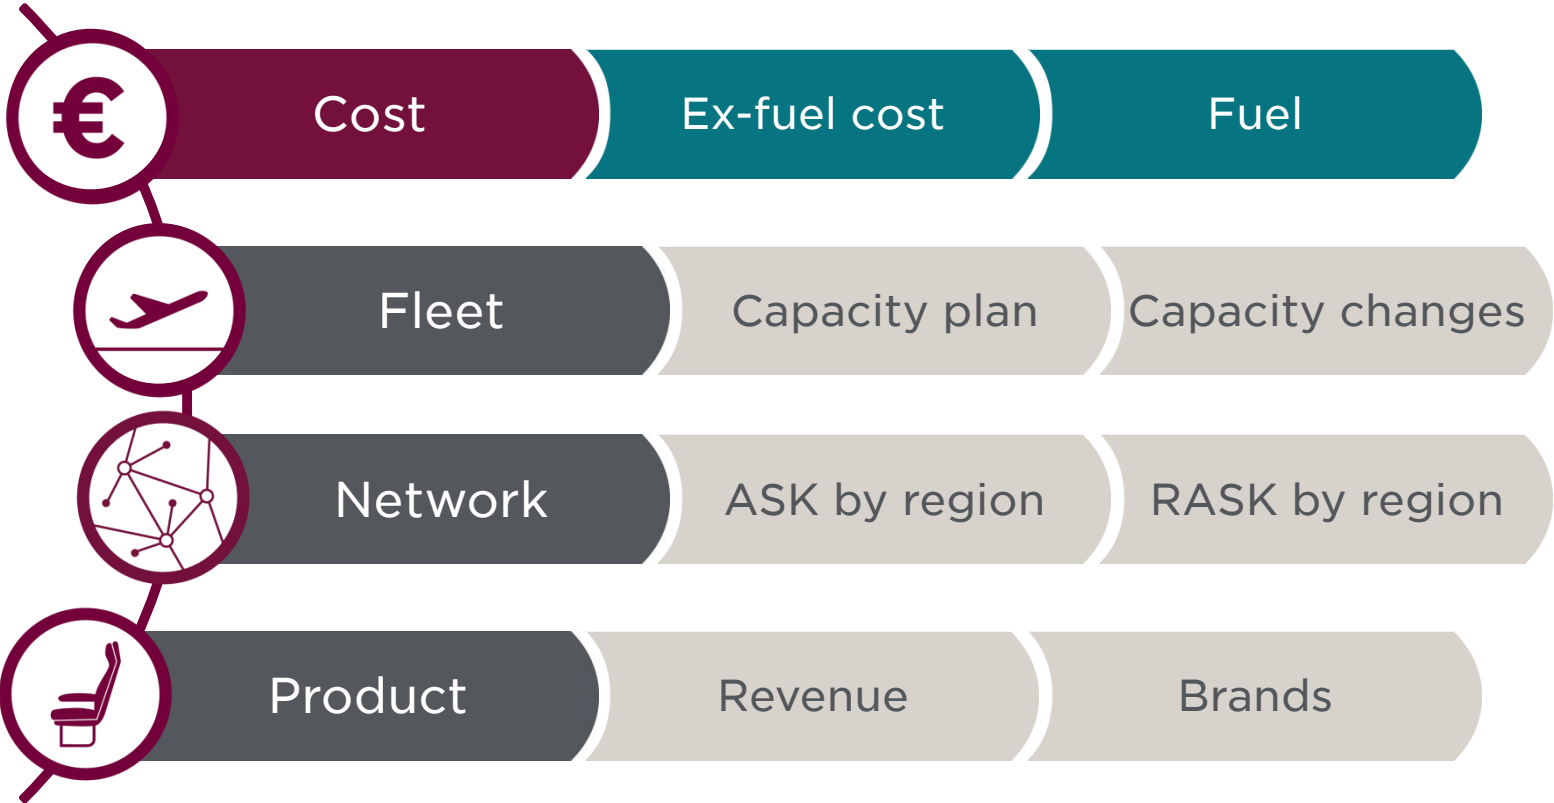 €
Cost
Ex-fuel cost
Fuel
Fleet
Capacity plan
Capacity changes
Network
ASK by region
RASK by region
Product
Revenue
Brands